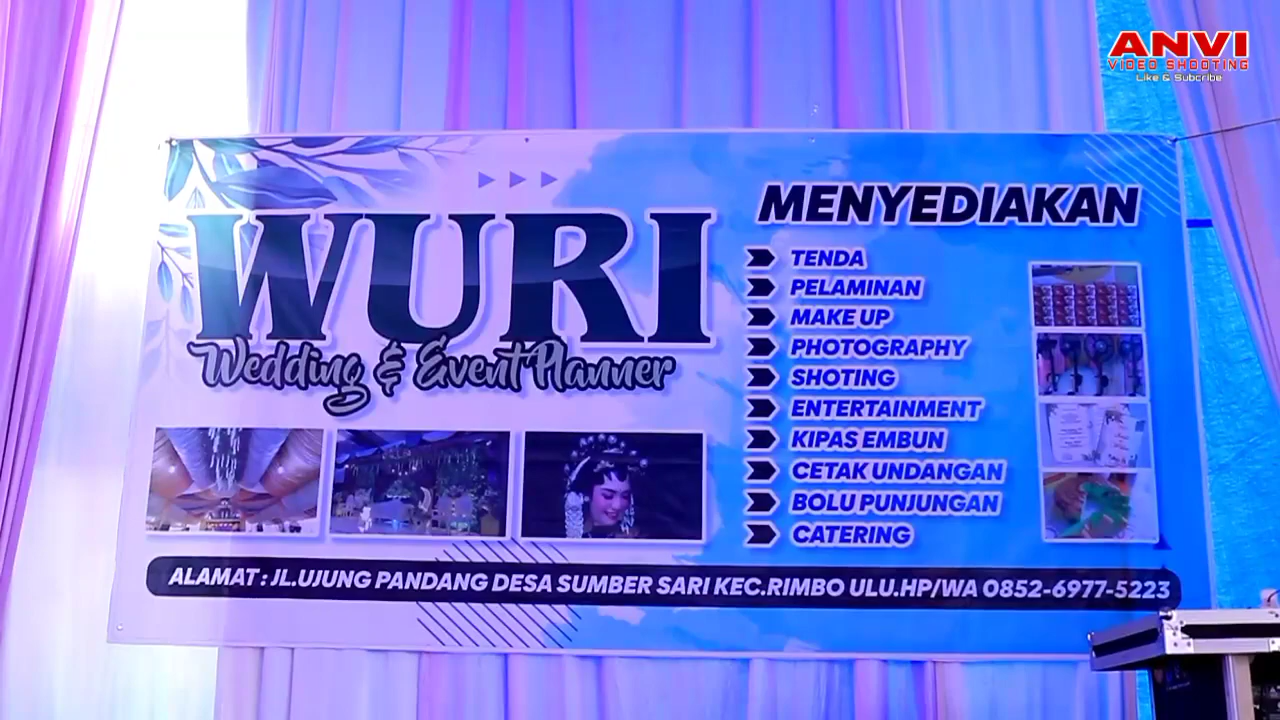 ANVI
VIDEO SHOOTING
Like & Subcribe
WURI
Wedding & Event Planner
MENYEDIAKAN
TENDA
PELAMINAN
MAKE UP
PHOTOGRAPHY
SHOTING
ENTERTAINMENT
KIPAS EMBUN
CETAK UNDANGAN
BOLU PUNJUNGAN
CATERING
ALAMAT : JL.UJUNG PANDANG DESA SUMBER SARI KEC.RIMBO ULU.HP/WA 0852-6977-5223